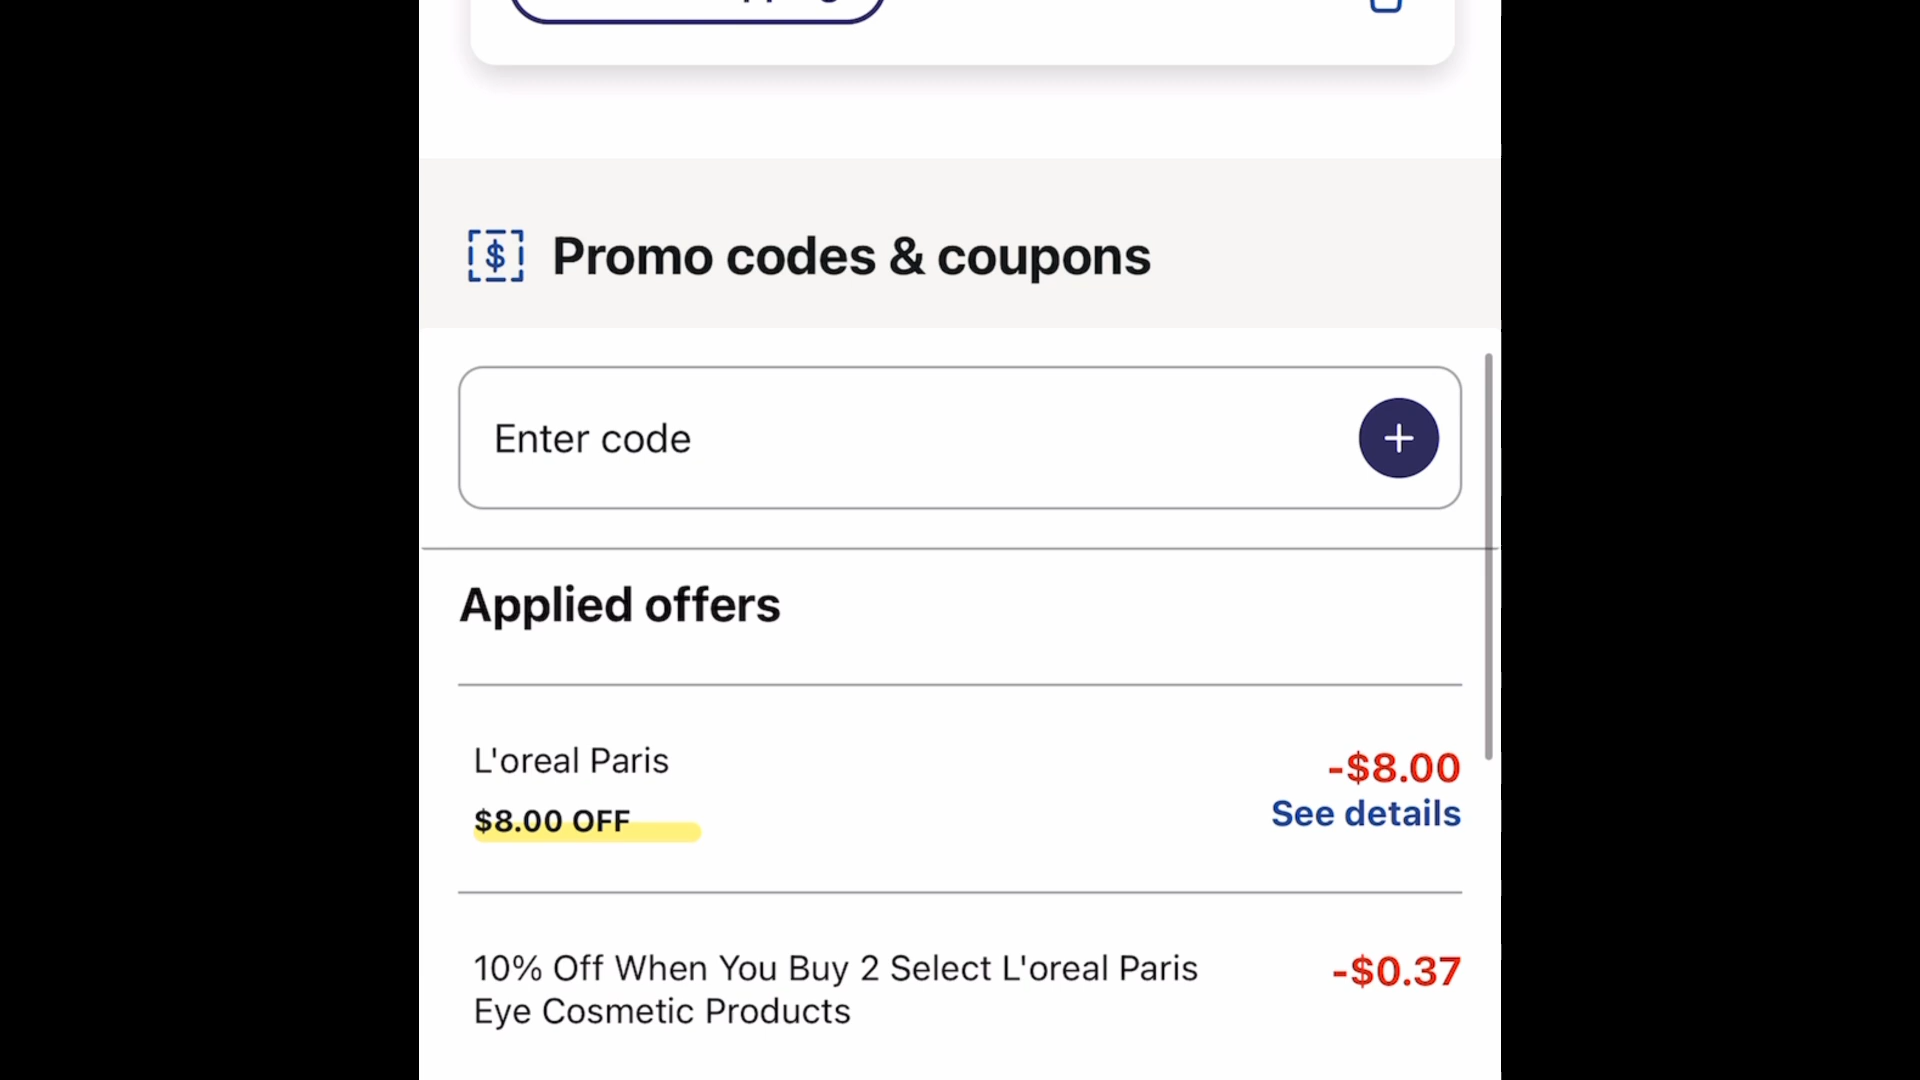 Promo codes & coupons
Enter code
Applied offers
L'oreal Paris
-$8.00
$8.00 OFF
See details
10% Off When You Buy 2 Select L'oreal Paris
Eye Cosmetic Products
-$0.37